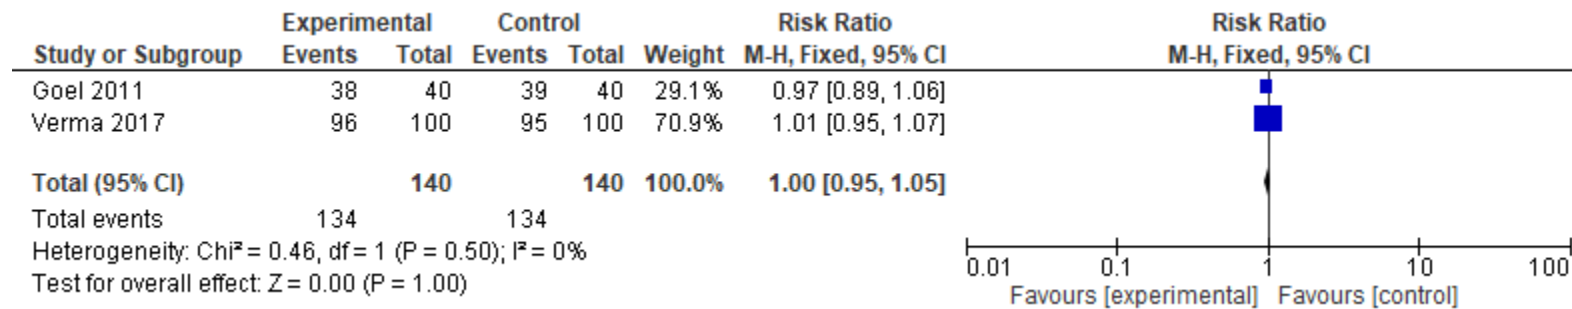 Experimental Control Risk Ratio Risk Ratio
Study or Subgroup Events Total Events Total Weight M-H, Fixed, 95% CI M-H, Fixed, 95% CI
Goel 2011 38 40 39 40 29.1% 0.97 [0.89, 1.06]
Verma 2017 96 100 95 100 70.9% 1.01 [0.95, 1.07]
Total (95% CI) 140 140 100.0% 1.00 [0.95, 1.05]
Total events 134 134
Heterogeneity: Chi² = 0.46, df = 1 (P = 0.50); I² = 0%
Test for overall effect: Z = 0.00 (P = 1.00)
0.01 0.1 1 10 100
Favours [experimental] Favours [control]